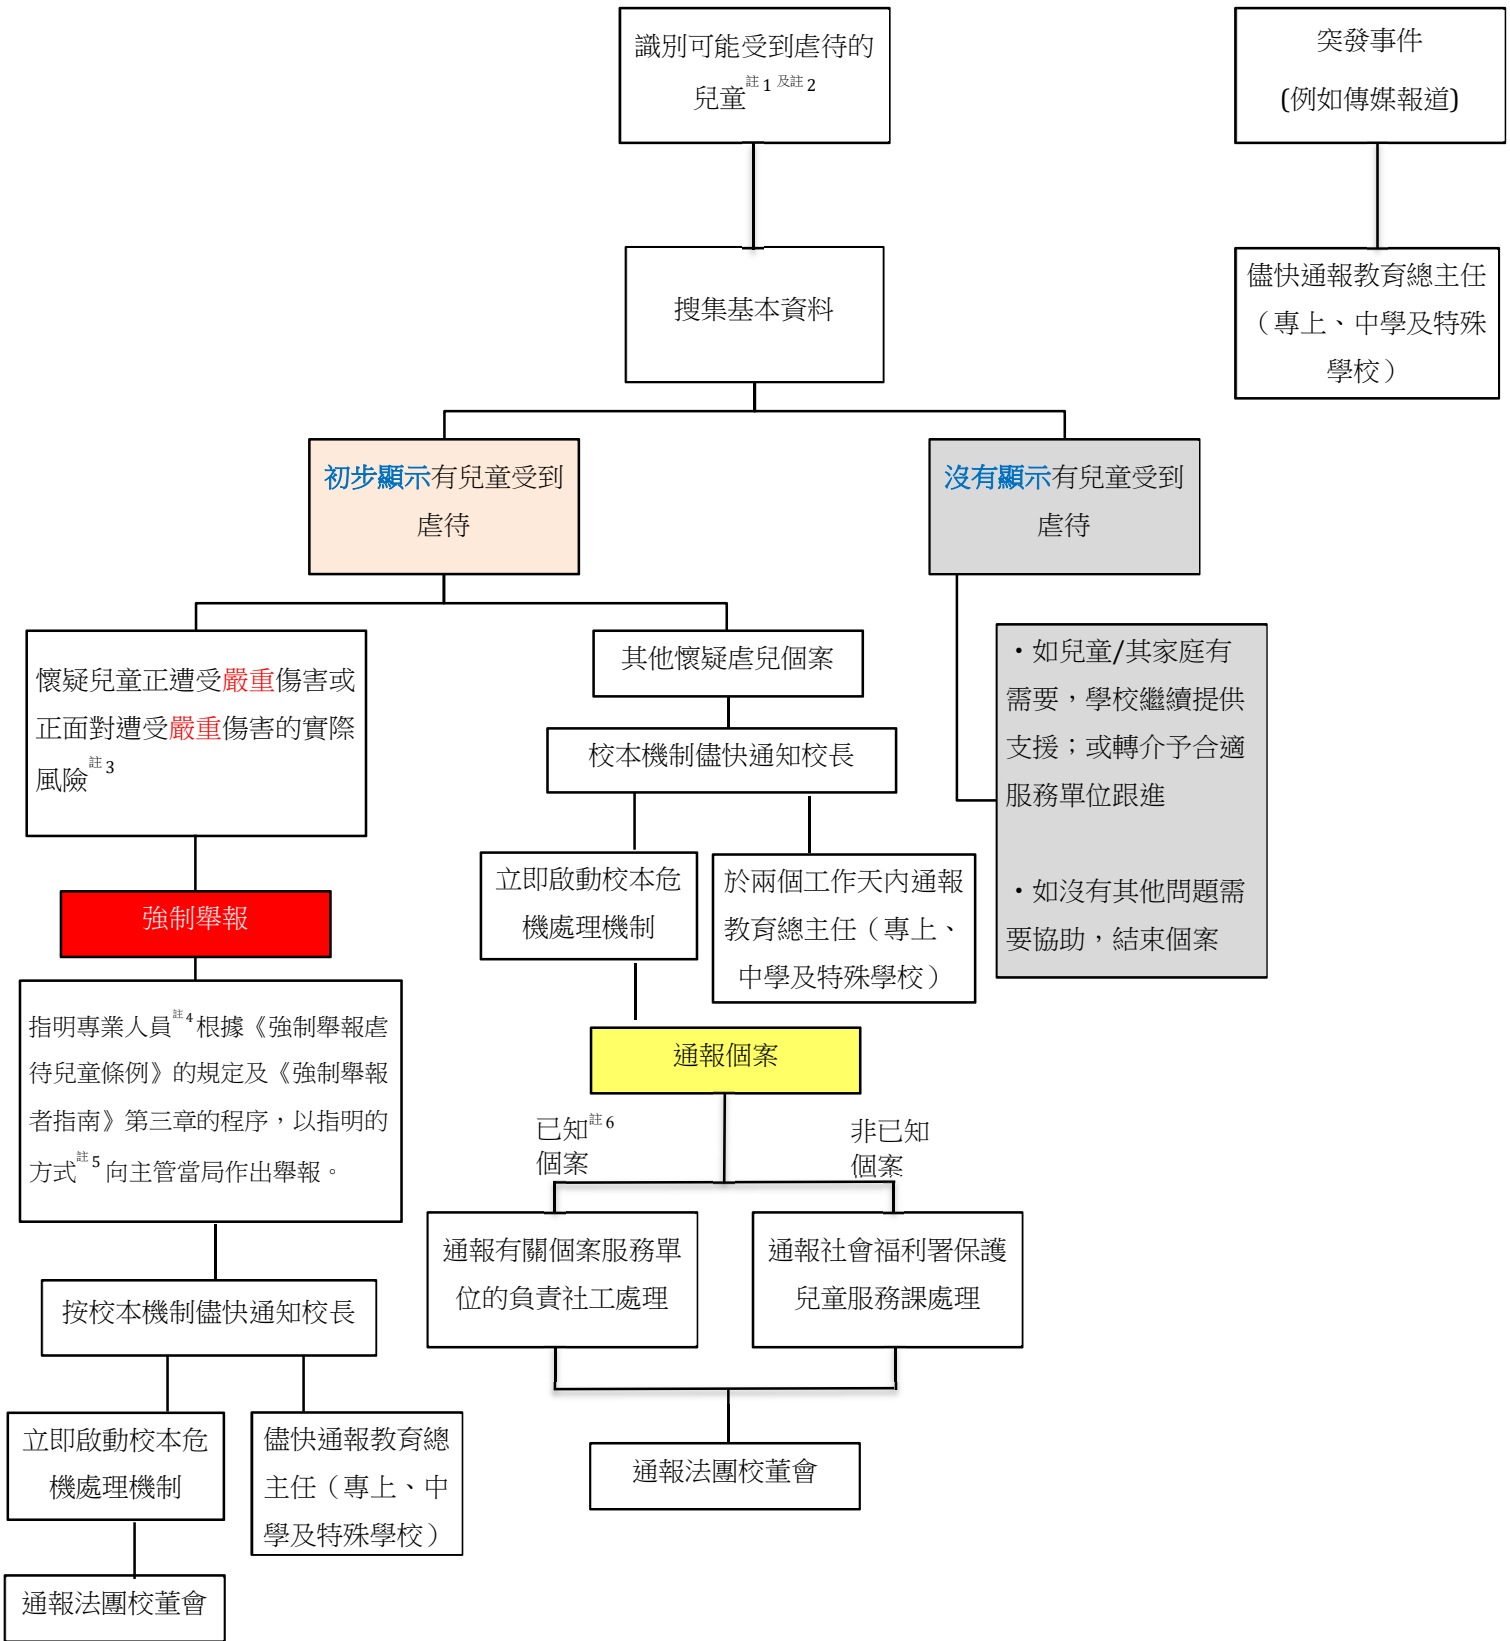 識別可能受到虐待的
兒童註1 及註2
突發事件
(例如傳媒報道)
搜集基本資料
儘快通報教育總主任
（專上、中學及特殊
學校）
初步顯示有兒童受到
虐待
沒有顯示有兒童受到
虐待
懷疑兒童正遭受嚴重傷害或
正面對遭受嚴重傷害的實際
風險註3
其他懷疑虐兒個案
校本機制儘快通知校長
・如兒童/其家庭有
需要，學校繼續提供
支援；或轉介予合適
服務單位跟進
・如沒有其他問題需
要協助，結束個案
立即啟動校本危
機處理機制
於兩個工作天內通報
教育總主任（專上、
中學及特殊學校）
強制舉報
指明專業人員註4根據《強制舉報虐
待兒童條例》的規定及《強制舉報
者指南》第三章的程序，以指明的
方式註5向主管當局作出舉報。
通報個案
已知註6
個案
非已知
個案
通報有關個案服務單
位的負責社工處理
通報社會福利署保護
兒童服務課處理
按校本機制儘快通知校長
立即啟動校本危
機處理機制
儘快通報教育總
主任（專上、中
學及特殊學校）
通報法團校董會
通報法團校董會